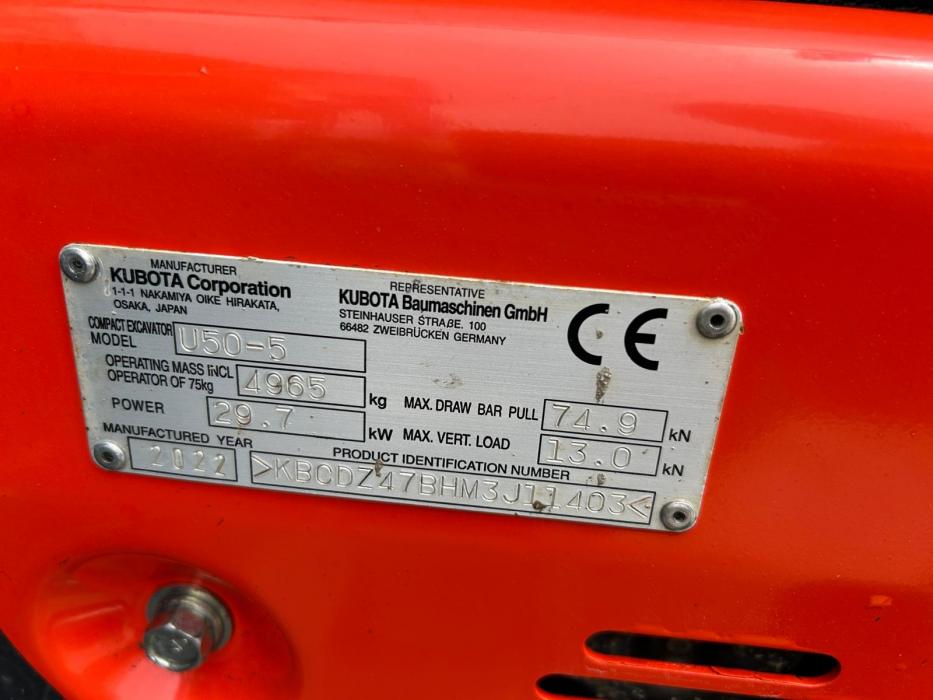 MANUFACTURER
KUBOTA Corporation
1-1-1 NAKAMIYA OIKE HIRAKATA,
OSAKA, JAPAN
REPRESENTATIVE
KUBOTA Baumaschinen GmbH
STEINHAUSER STRAßE. 100
66482 ZWEIBRÜCKEN GERMANY
CE
COMPACT EXCAVATOR
MODEL U50-5
OPERATING MASS INCL
OPERATOR OF 75kg 4965 kg
MAX. DRAW BAR PULL 74.9 kN
POWER 29.7 kW
MAX. VERT. LOAD 13.0 kN
MANUFACTURED YEAR
2022
PRODUCT IDENTIFICATION NUMBER
>KBCDZ47BHM3J11403<